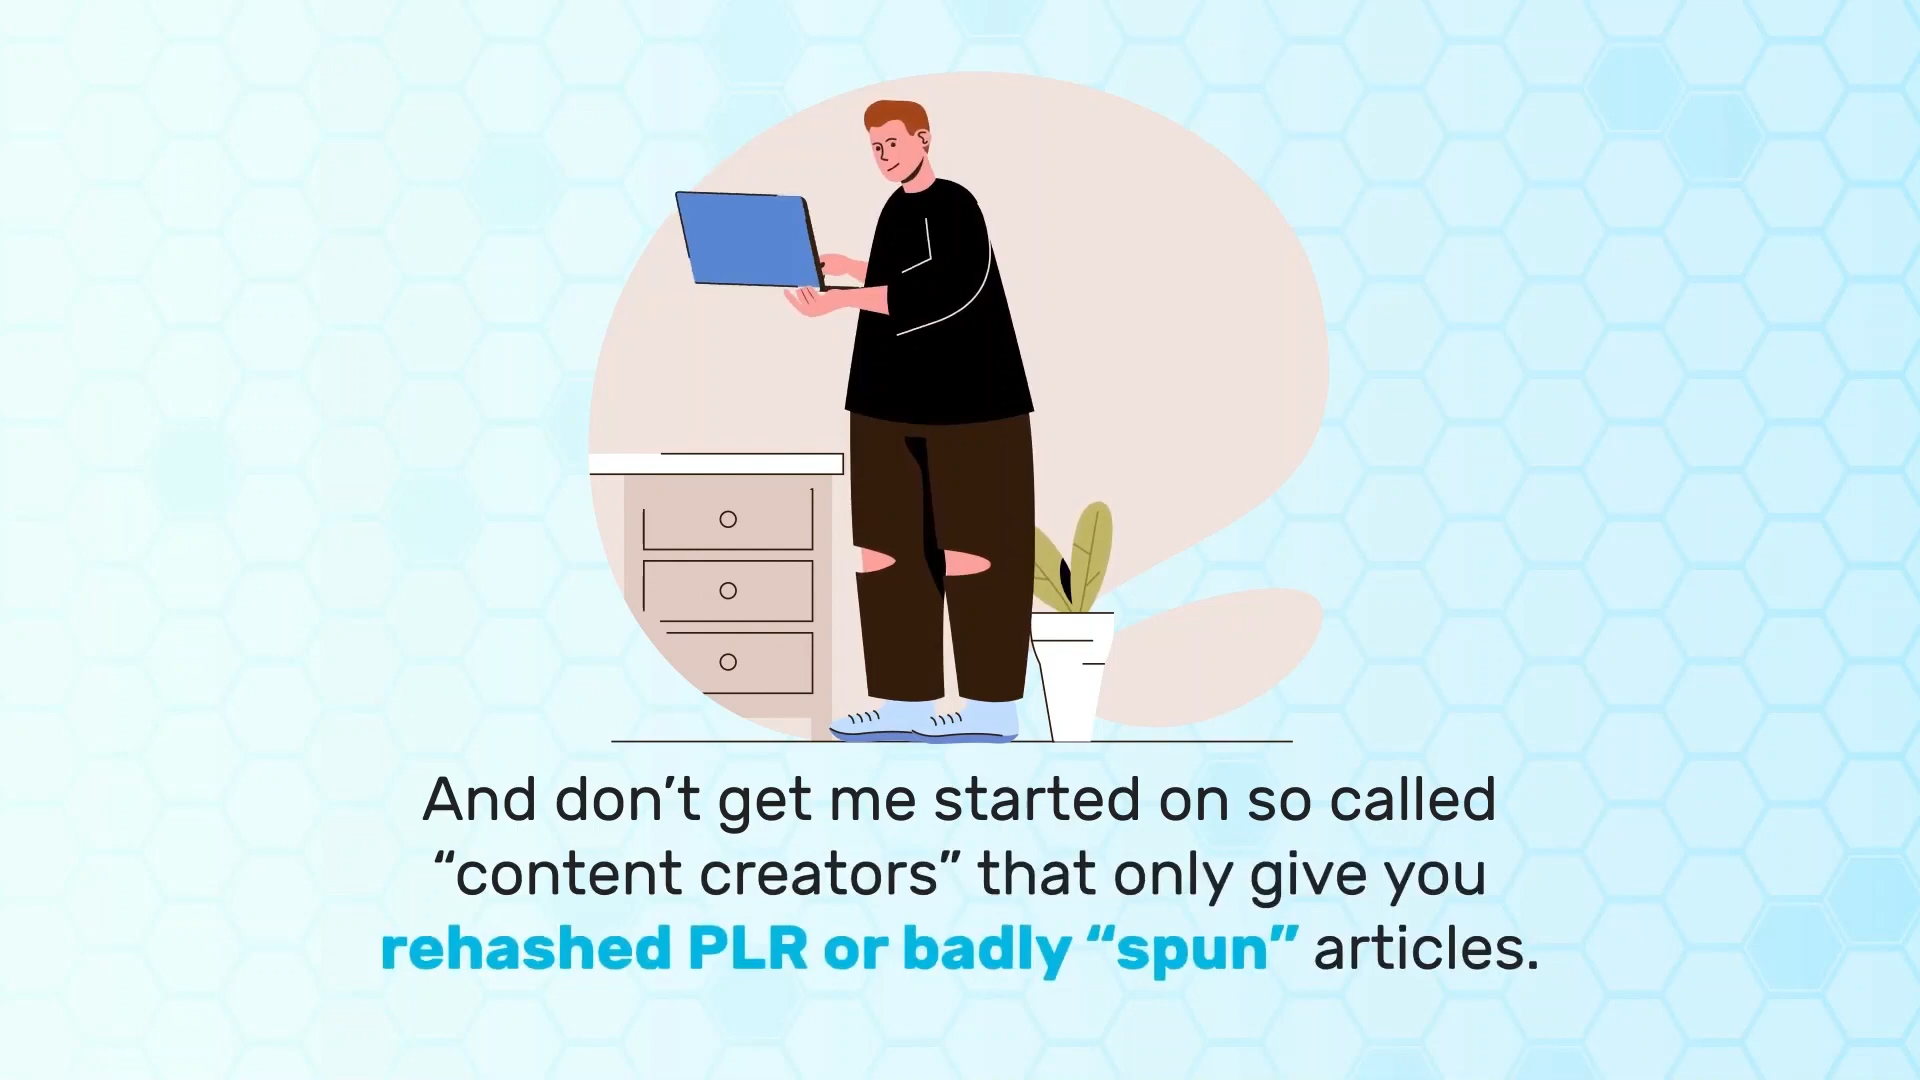 And don’t get me started on so called
“content creators” that only give you
rehashed PLR or badly “spun” articles.